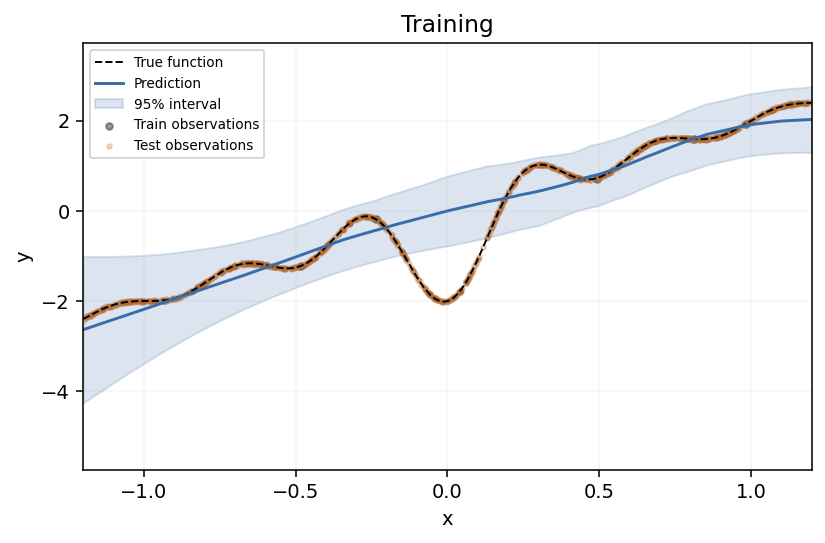 Training
True function
Prediction
95% interval
Train observations
Test observations
2
0
−2
−4
y
−1.0 −0.5 0.0 0.5 1.0
x